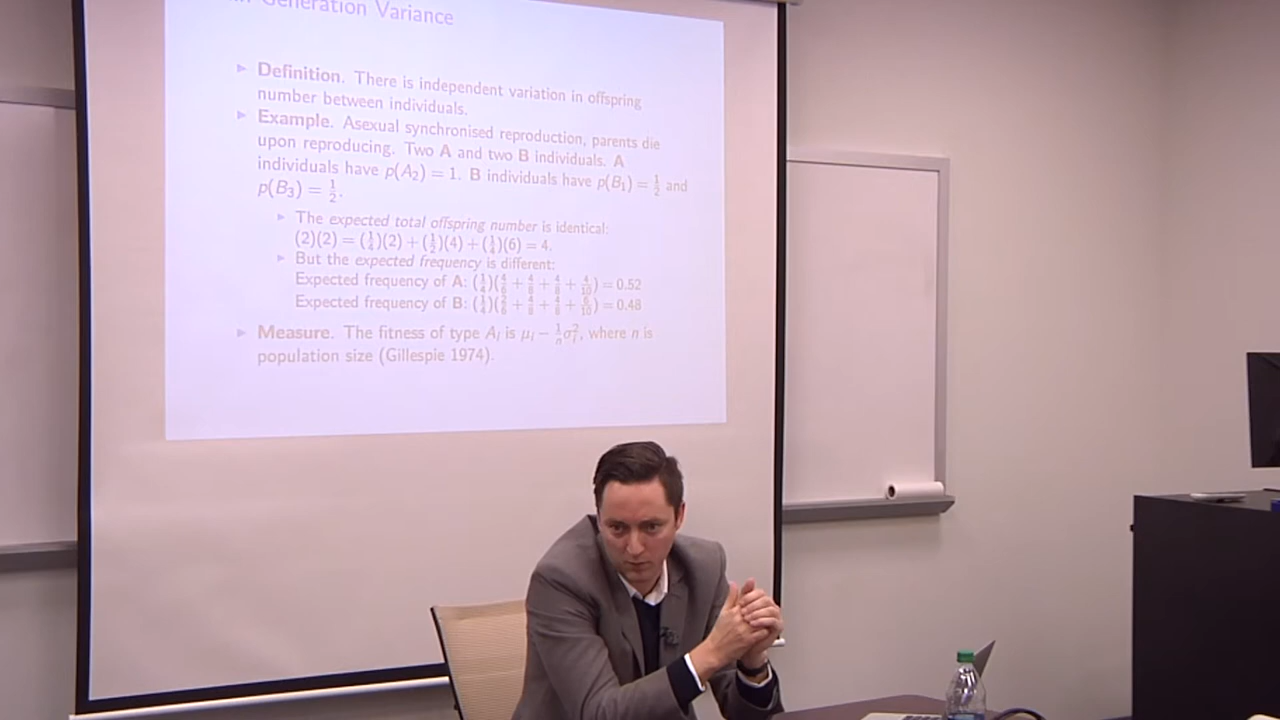 Generation Variance
▸ Definition. There is independent variation in offspring
number between individuals.
▸ Example. Asexual synchronised reproduction, parents die
upon reproducing. Two A and two B individuals. A
individuals have p(A₂) = 1. B individuals have p(B₁) = 1/2 and
p(B₃) = 1/2.
▸ The expected total offspring number is identical:
(2)(2) = (1/4)(2) + (1/2)(4) + (1/4)(6) = 4.
▸ But the expected frequency is different:
Expected frequency of A: (1/4)(4/6 + 4/8 + 4/8 + 4/10) = 0.52
Expected frequency of B: (1/4)(2/6 + 4/8 + 4/8 + 6/10) = 0.48
▸ Measure. The fitness of type Aᵢ is μᵢ − 1/n σᵢ², where n is
population size (Gillespie 1974).